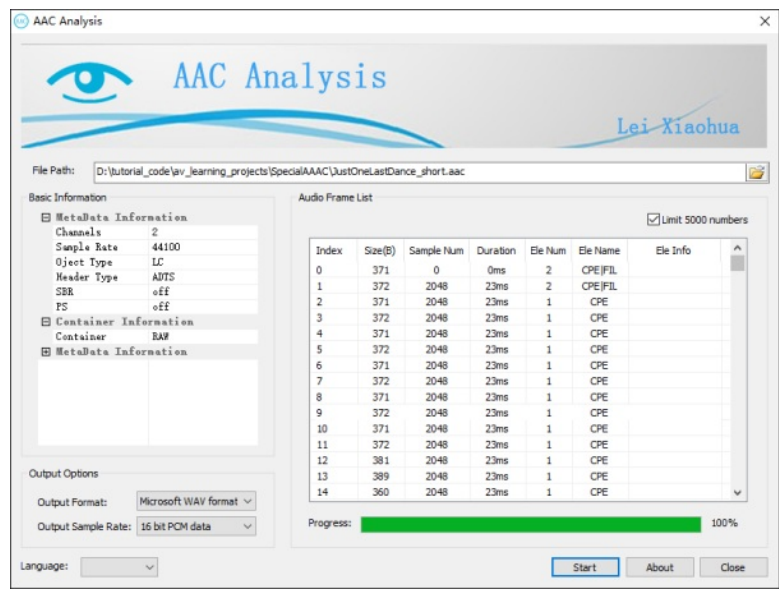 AAC Analysis
AAC Analysis
Lei Xiaohua
File Path: D:\tutorial_code\av_learning_projects\SpecialAAAC\JustOneLastDance_short.aac
Basic Information
MetaData Information
Channels 2
Sample Rate 44100
Oject Type LC
Header Type ADTS
SBR off
PS off
Container Information
Container RAW
MetaData Information
Output Options
Output Format: Microsoft WAV format
Output Sample Rate: 16 bit PCM data
Audio Frame List
Limit 5000 numbers
Index Size(B) Sample Num Duration Ele Num Ele Name Ele Info
0 371 0 0ms 2 CPE|FIL
1 372 2048 23ms 2 CPE|FIL
2 371 2048 23ms 1 CPE
3 372 2048 23ms 1 CPE
4 371 2048 23ms 1 CPE
5 372 2048 23ms 1 CPE
6 371 2048 23ms 1 CPE
7 372 2048 23ms 1 CPE
8 371 2048 23ms 1 CPE
9 372 2048 23ms 1 CPE
10 371 2048 23ms 1 CPE
11 372 2048 23ms 1 CPE
12 381 2048 23ms 1 CPE
13 389 2048 23ms 1 CPE
14 360 2048 23ms 1 CPE
Progress: 100%
Language:
Start About Close